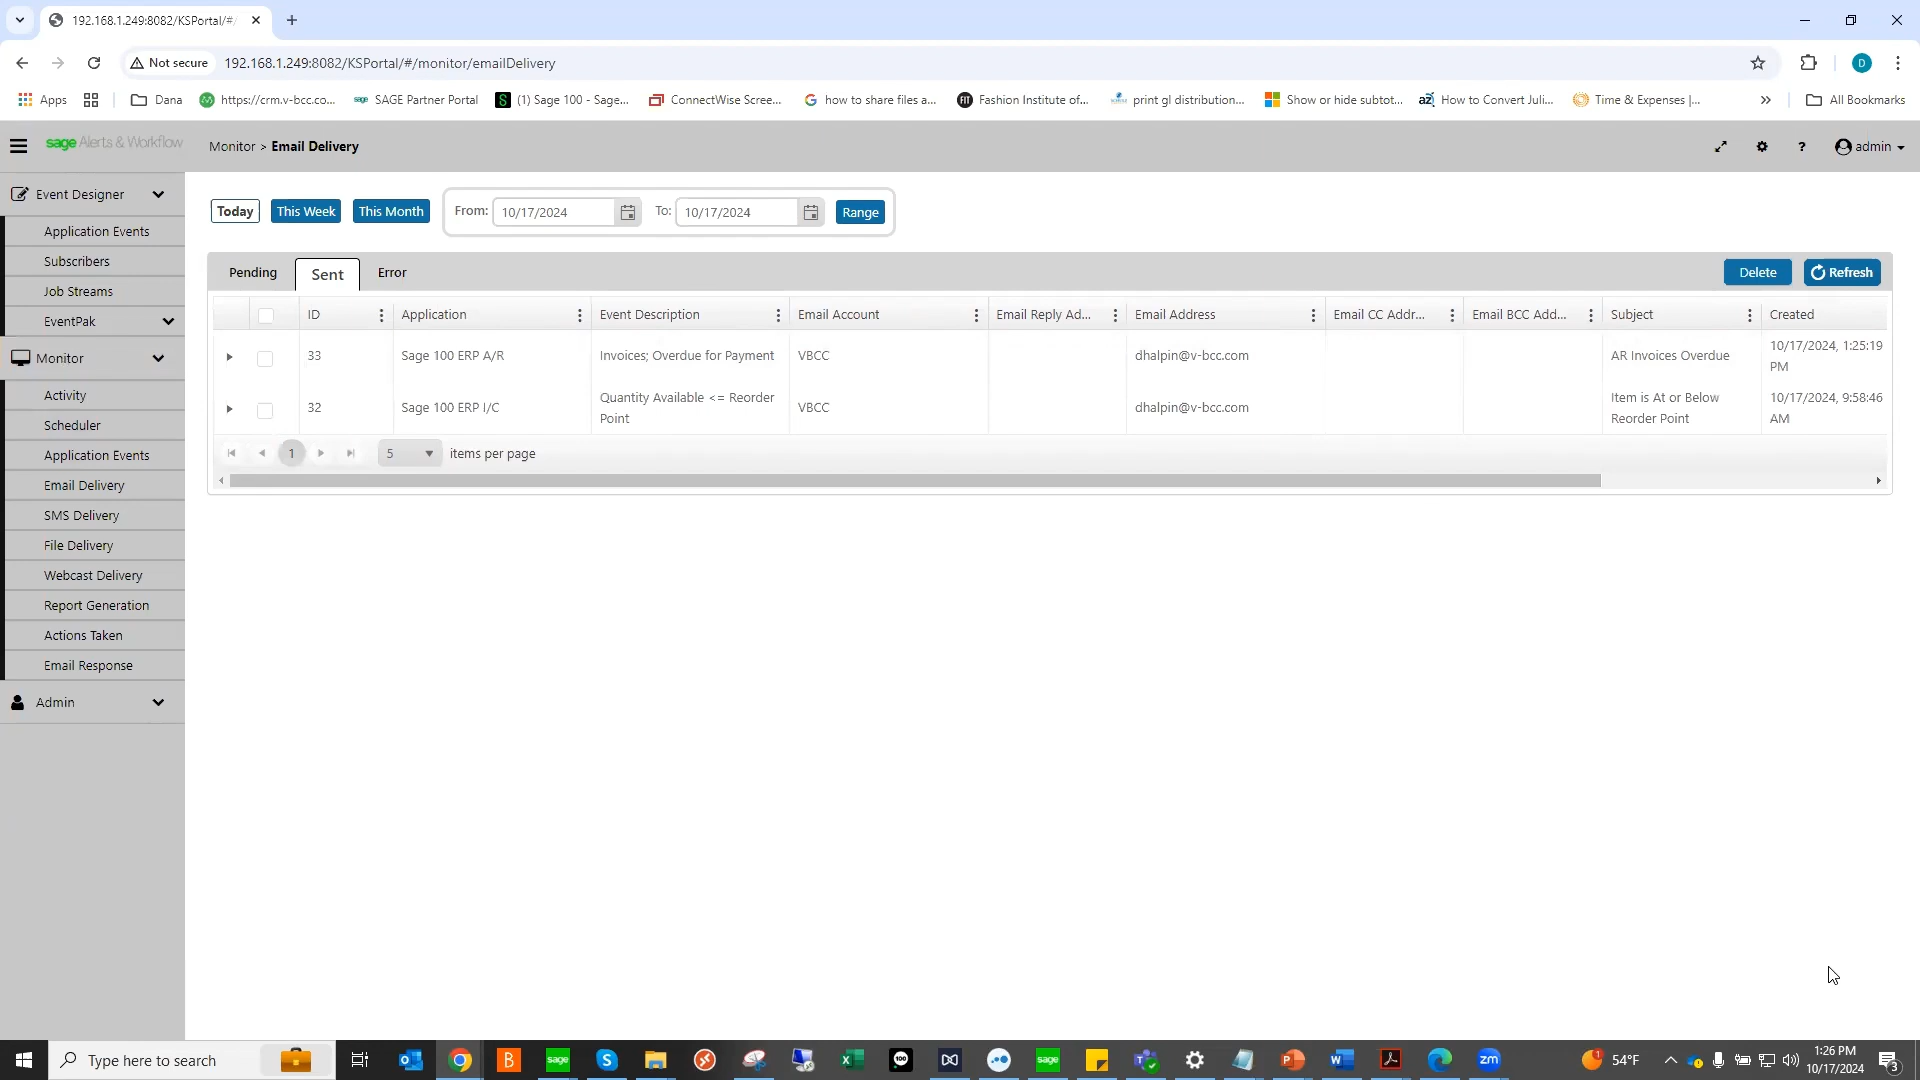 192.168.1.249:8082/KSPortal/#/
Not secure 192.168.1.249:8082/KSPortal/#/monitor/emailDelivery
D
Apps Dana https://crm.v-bcc.co... SAGE Partner Portal (1) Sage 100 - Sage... ConnectWise Scree... how to share files a... Fashion Institute of... print gl distribution... Show or hide subtot... How to Convert Juli... Time & Expenses |... All Bookmarks
sage Alerts & Workflow
Monitor > Email Delivery
? admin
Event Designer
Application Events
Subscribers
Job Streams
EventPak
Monitor
Activity
Scheduler
Application Events
Email Delivery
SMS Delivery
File Delivery
Webcast Delivery
Report Generation
Actions Taken
Email Response
Admin
Today This Week This Month From: 10/17/2024 To: 10/17/2024 Range
Pending Sent Error Delete Refresh
ID Application Event Description Email Account Email Reply Ad... Email Address Email CC Addr... Email BCC Add... Subject Created
33 Sage 100 ERP A/R Invoices; Overdue for Payment VBCC dhalpin@v-bcc.com AR Invoices Overdue 10/17/2024, 1:25:19
PM
32 Sage 100 ERP I/C Quantity Available <= Reorder VBCC dhalpin@v-bcc.com Item is At or Below 10/17/2024, 9:58:46
Point Reorder Point AM
1 5 items per page
Type here to search
54°F
1:26 PM
10/17/2024
3